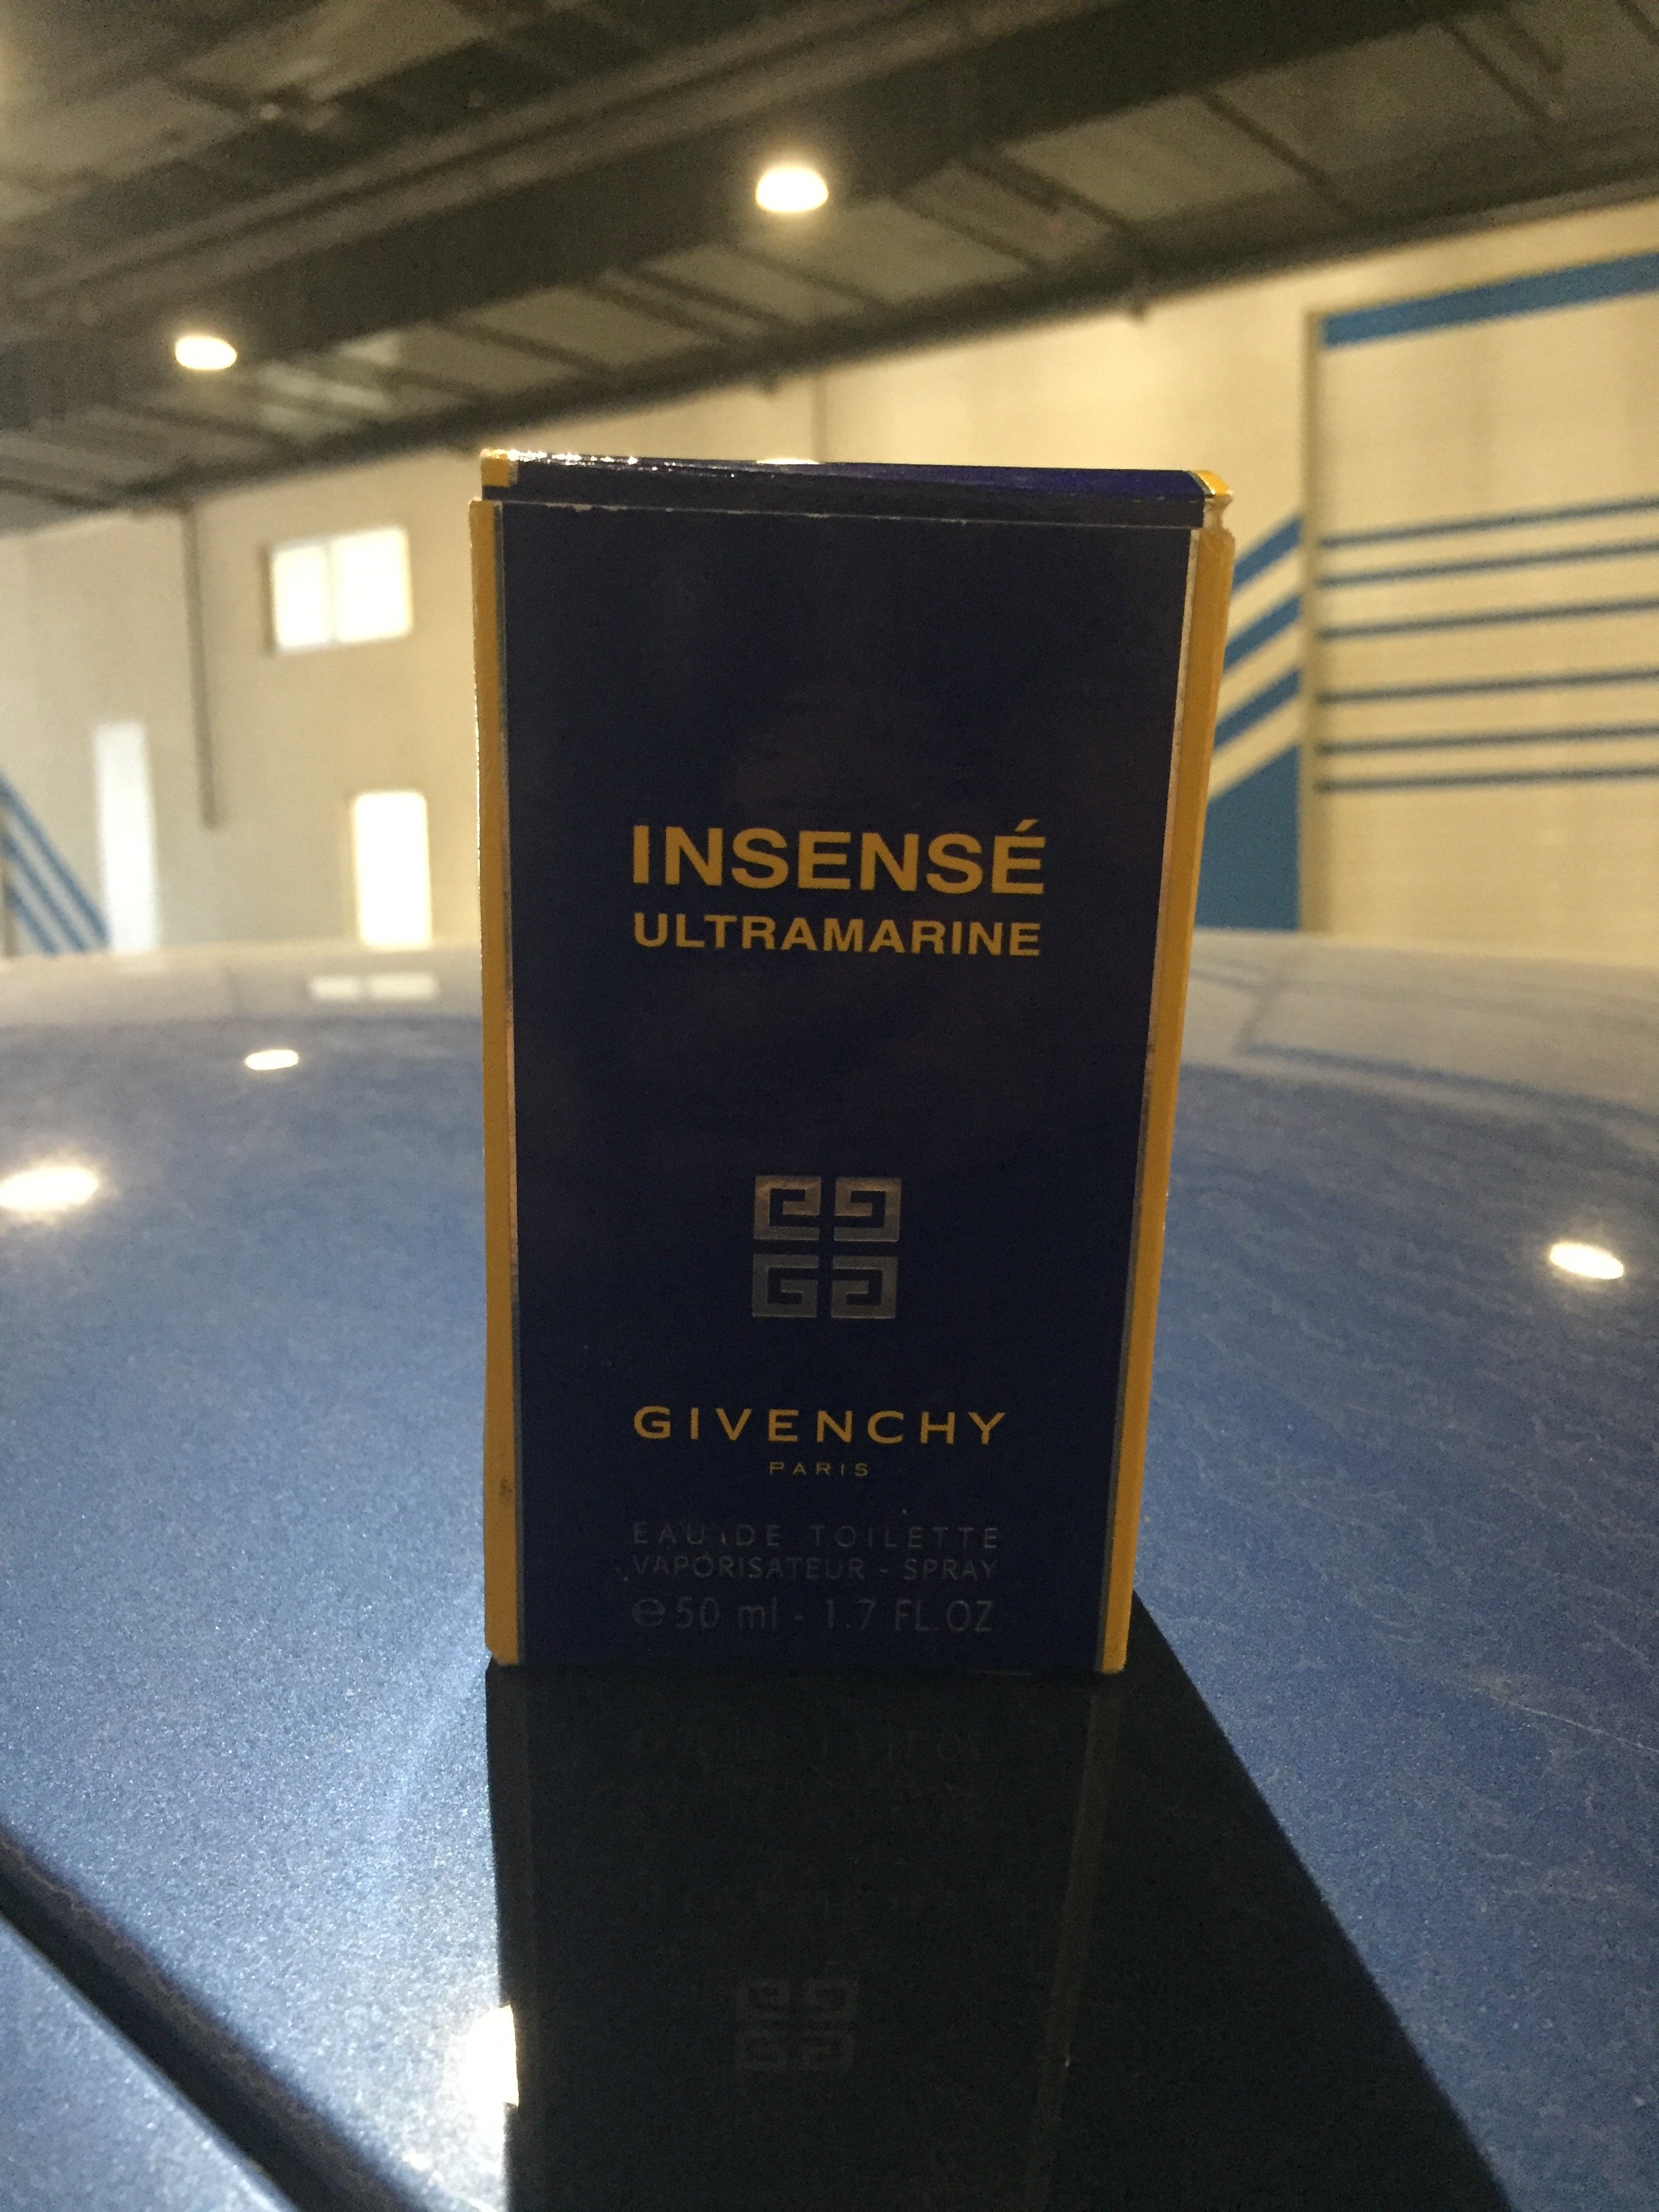 INSENSÉ
ULTRAMARINE
GIVENCHY
PARIS
EAU DE TOILETTE
VAPORISATEUR - SPRAY
℮50 ml - 1.7 FL.OZ